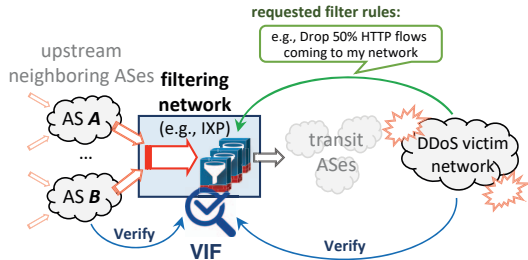 requested filter rules:
e.g., Drop 50% HTTP flows
coming to my network
upstream
neighboring ASes
filtering
network
(e.g., IXP)
AS A
...
AS B
transit
ASes
DDoS victim
network
Verify
VIF
Verify